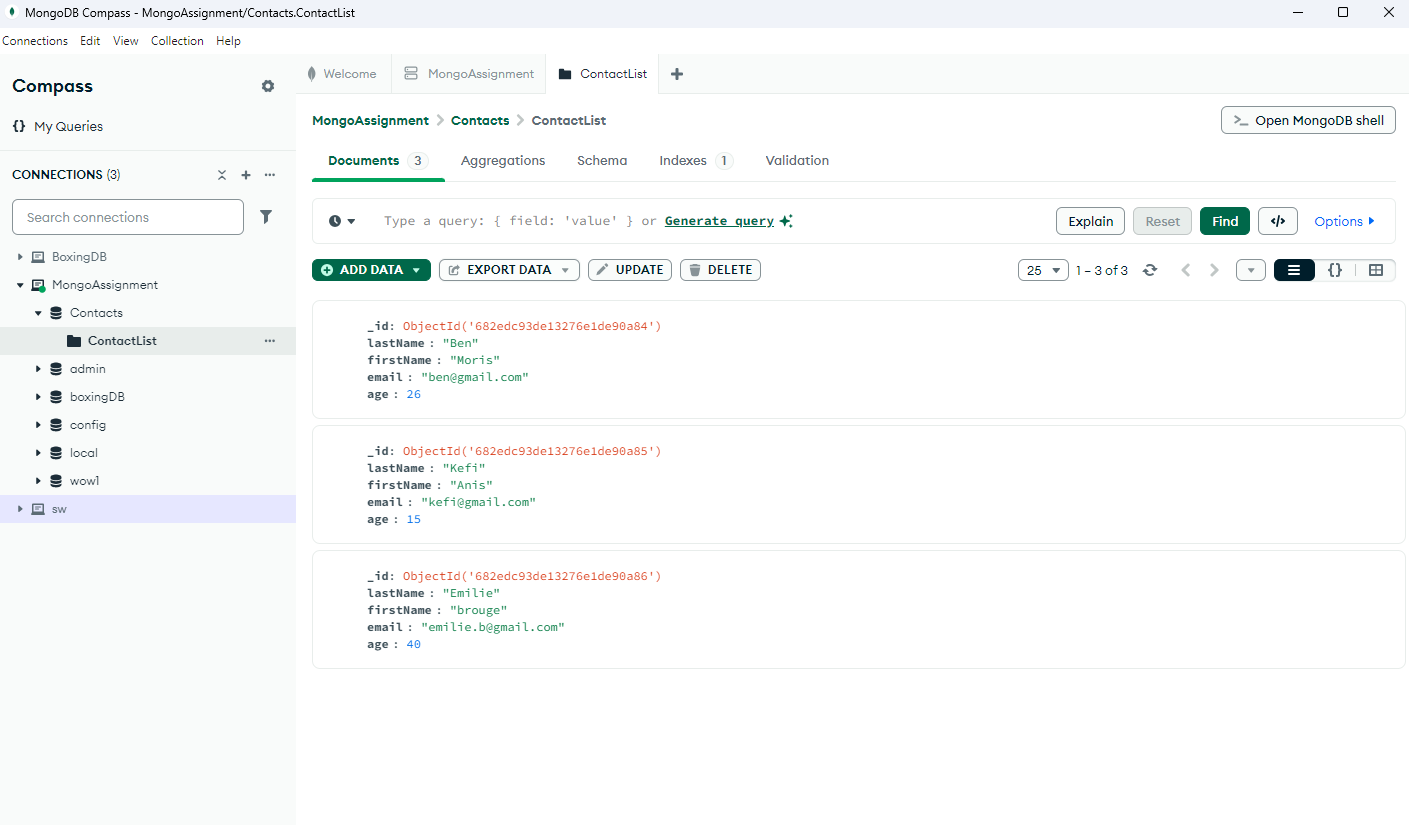 MongoDB Compass - MongoAssignment/Contacts.ContactList
Connections Edit View Collection Help
Compass
{} My Queries
CONNECTIONS (3)
Search connections
BoxingDB
MongoAssignment
Contacts
ContactList
admin
boxingDB
config
local
wow1
sw
Welcome MongoAssignment ContactList
MongoAssignment > Contacts > ContactList
>_ Open MongoDB shell
Documents 3 Aggregations Schema Indexes 1 Validation
Type a query: { field: 'value' } or Generate query
Explain Reset Find </> Options
ADD DATA EXPORT DATA UPDATE DELETE
25 1 – 3 of 3 {}
_id: ObjectId('682edc93de13276e1de90a84')
lastName : "Ben"
firstName : "Moris"
email : "ben@gmail.com"
age : 26
_id: ObjectId('682edc93de13276e1de90a85')
lastName : "Kefi"
firstName : "Anis"
email : "kefi@gmail.com"
age : 15
_id: ObjectId('682edc93de13276e1de90a86')
lastName : "Emilie"
firstName : "brouge"
email : "emilie.b@gmail.com"
age : 40